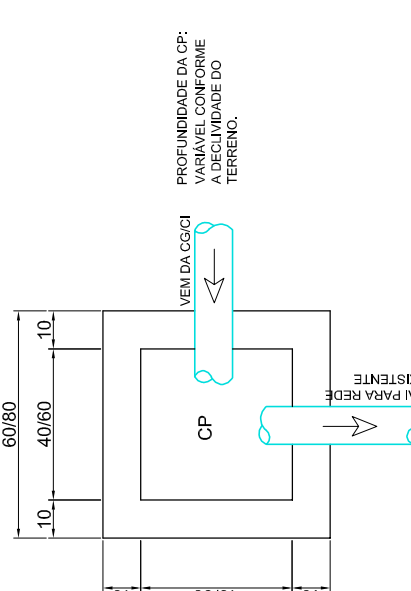 60/80
10
40/60
10
PROFUNDIDADE DA CP:
VARIÁVEL CONFORME
A DECLIVIDADE DO
TERRENO.
VEM DA CG/CI
CP
PARA REDE